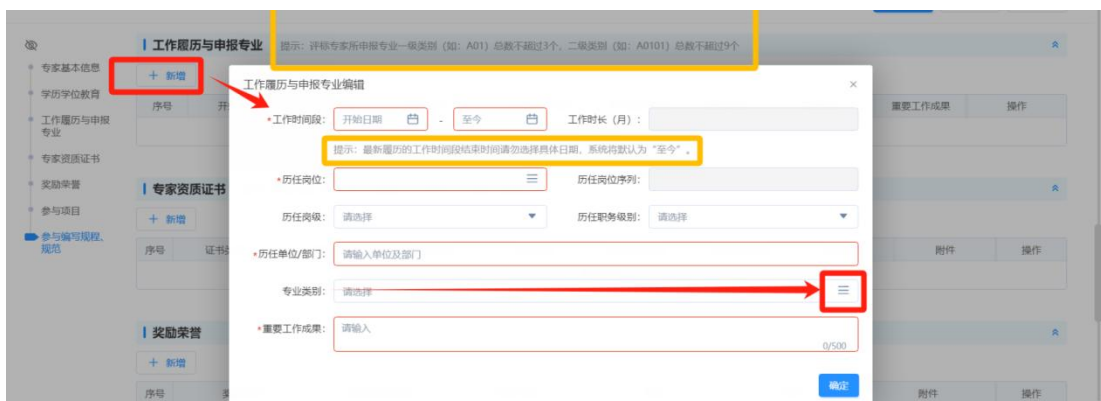 工作履历与申报专业 提示：评标专家所申报专业一级类别（如：A01）总数不超过3个，二级类别（如：A0101）总数不超过9个
专家基本信息
学历学位教育
工作履历与申报
专业
专家资质证书
奖励荣誉
参与项目
参与编写规程、
规范
+ 新增
序号 开 重要工作成果 操作
专家资质证书
+ 新增
序号 证书 附件 操作
奖励荣誉
+ 新增
序号 附件 操作
工作履历与申报专业编辑 ×
*工作时间段： 开始日期 - 至今 工作时长（月）：
提示：最新履历的工作时间段结束时间请勿选择具体日期，系统将默认为“至今”。
*历任岗位： 历任岗位序列：
历任岗级： 请选择 历任职务级别： 请选择
*历任单位/部门： 请输入单位及部门
专业类别： 请选择
*重要工作成果： 请输入
0/500
确定